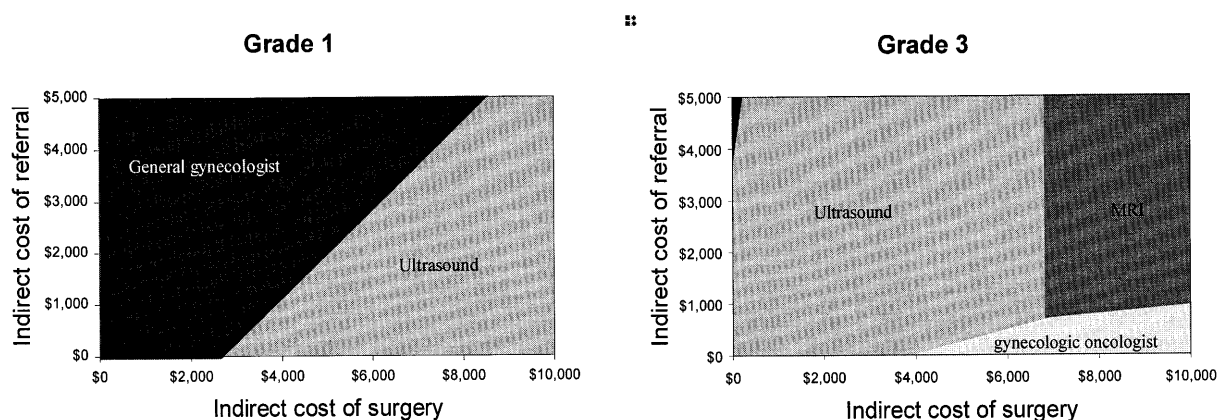 Grade 1
Indirect cost of referral
$5,000
$4,000
$3,000
$2,000
$1,000
$0
General gynecologist
Ultrasound
$0 $2,000 $4,000 $6,000 $8,000 $10,000
Indirect cost of surgery
Grade 3
Indirect cost of referral
$5,000
$4,000
$3,000
$2,000
$1,000
$0
Ultrasound
MRI
gynecologic oncologist
$0 $2,000 $4,000 $6,000 $8,000 $10,000
Indirect cost of surgery